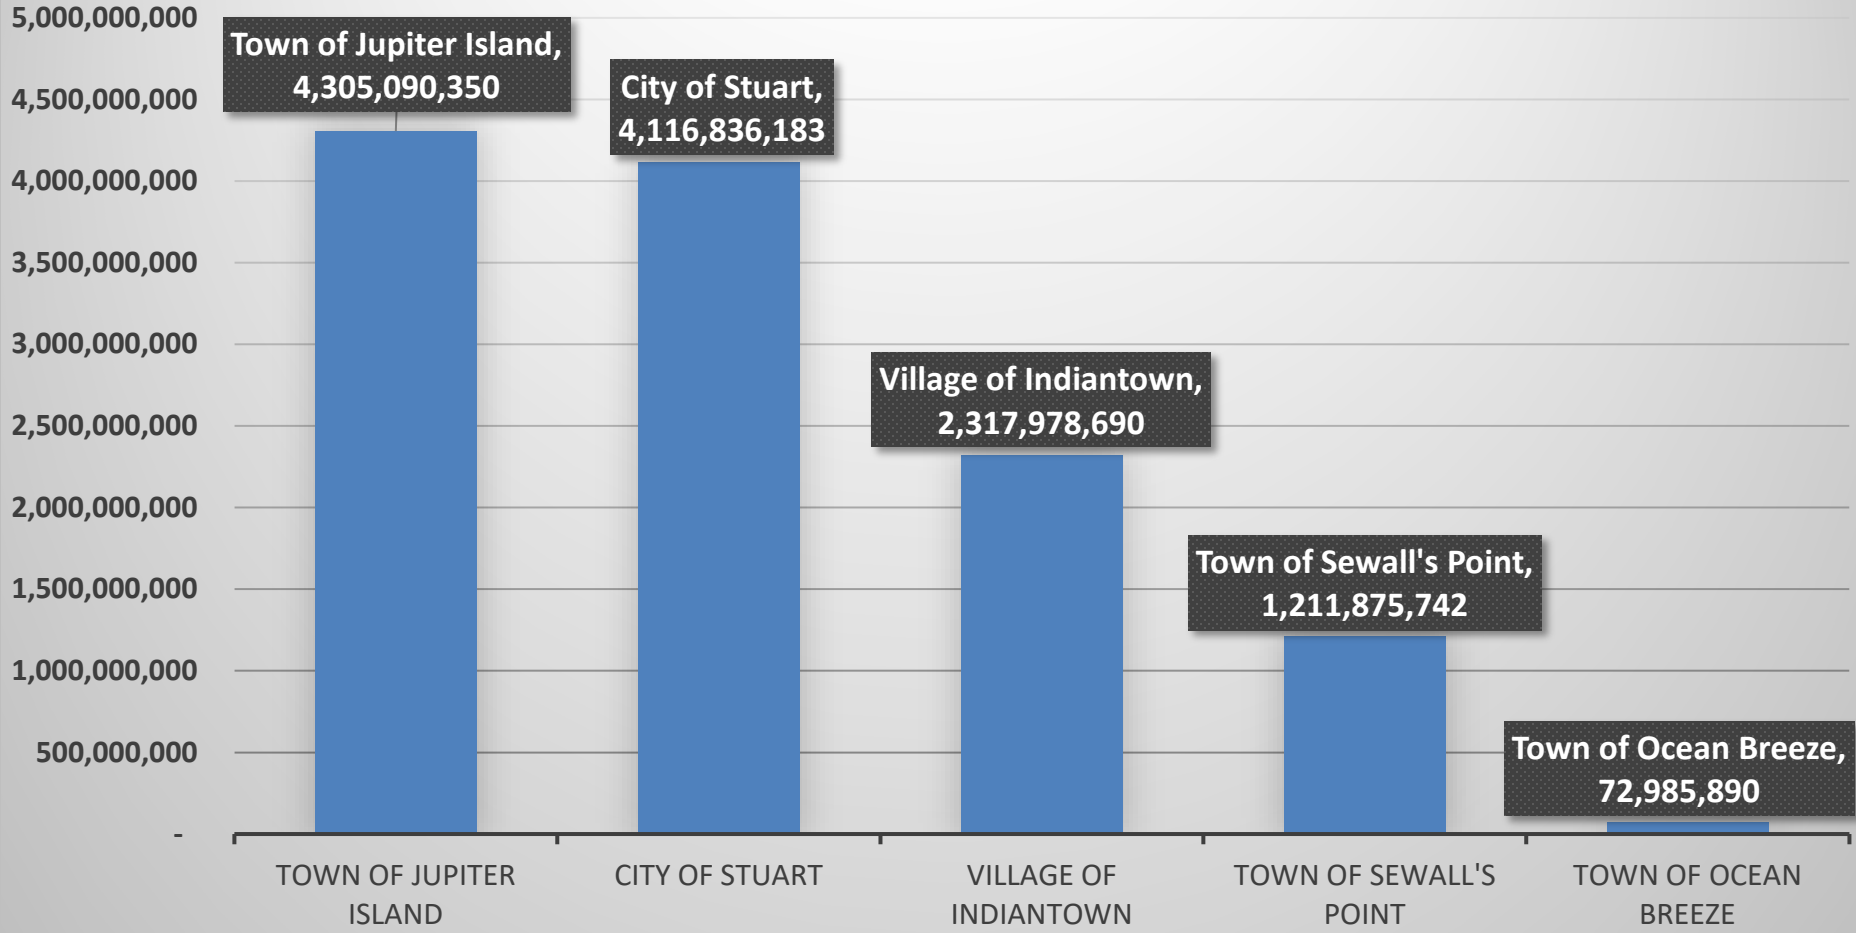 5,000,000,000
4,500,000,000
4,000,000,000
3,500,000,000
3,000,000,000
2,500,000,000
2,000,000,000
1,500,000,000
1,000,000,000
500,000,000
-
Town of Jupiter Island,
4,305,090,350
City of Stuart,
4,116,836,183
Village of Indiantown,
2,317,978,690
Town of Sewall's Point,
1,211,875,742
Town of Ocean Breeze,
72,985,890
TOWN OF JUPITER
ISLAND
CITY OF STUART
VILLAGE OF
INDIANTOWN
TOWN OF SEWALL'S
POINT
TOWN OF OCEAN
BREEZE